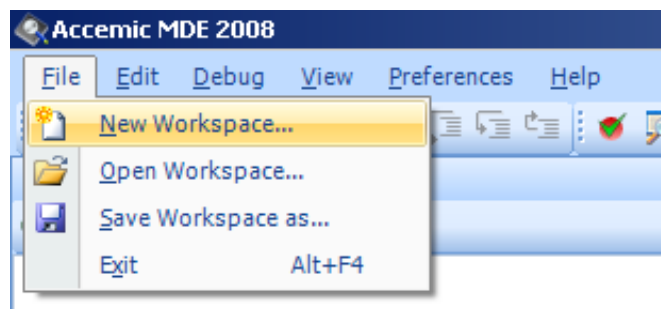 Accemic MDE 2008
File Edit Debug View Preferences Help
New Workspace...
Open Workspace...
Save Workspace as...
Exit Alt+F4